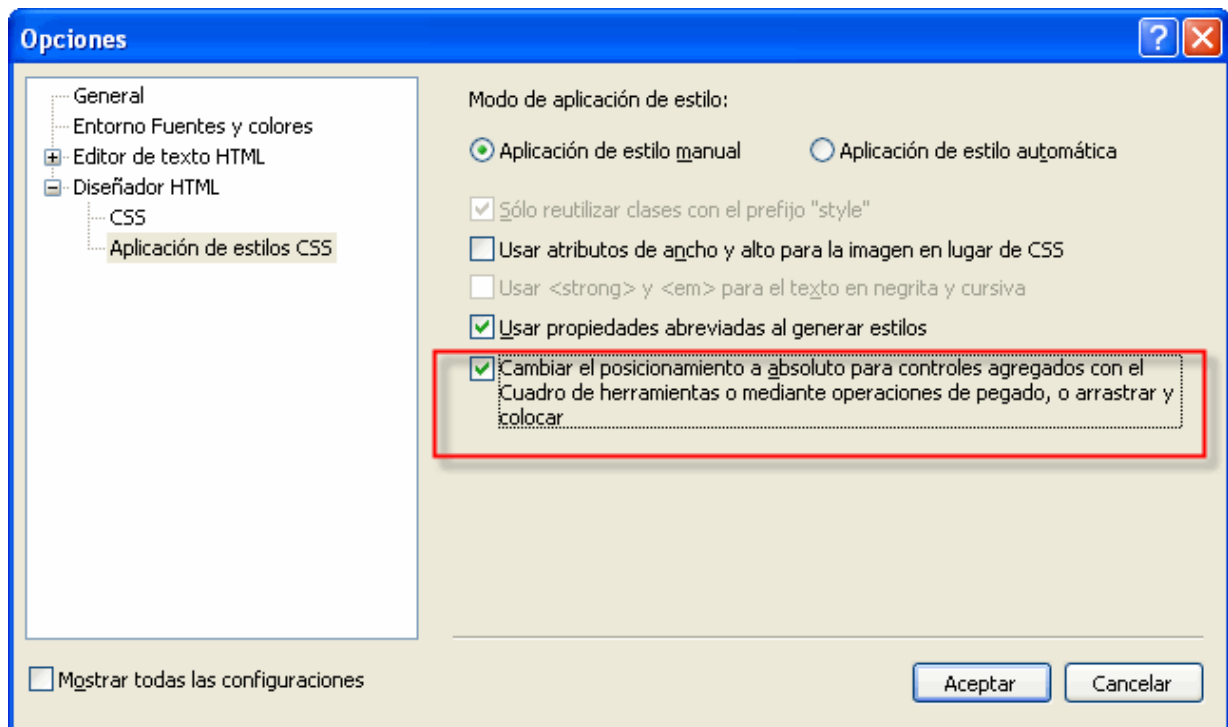 Opciones
General
Entorno Fuentes y colores
Editor de texto HTML
Diseñador HTML
CSS
Aplicación de estilos CSS
Modo de aplicación de estilo:
Aplicación de estilo manual
Aplicación de estilo automática
Sólo reutilizar clases con el prefijo "style"
Usar atributos de ancho y alto para la imagen en lugar de CSS
Usar <strong> y <em> para el texto en negrita y cursiva
Usar propiedades abreviadas al generar estilos
Cambiar el posicionamiento a absoluto para controles agregados con el
Cuadro de herramientas o mediante operaciones de pegado, o arrastrar y
colocar
Mostrar todas las configuraciones
Aceptar
Cancelar